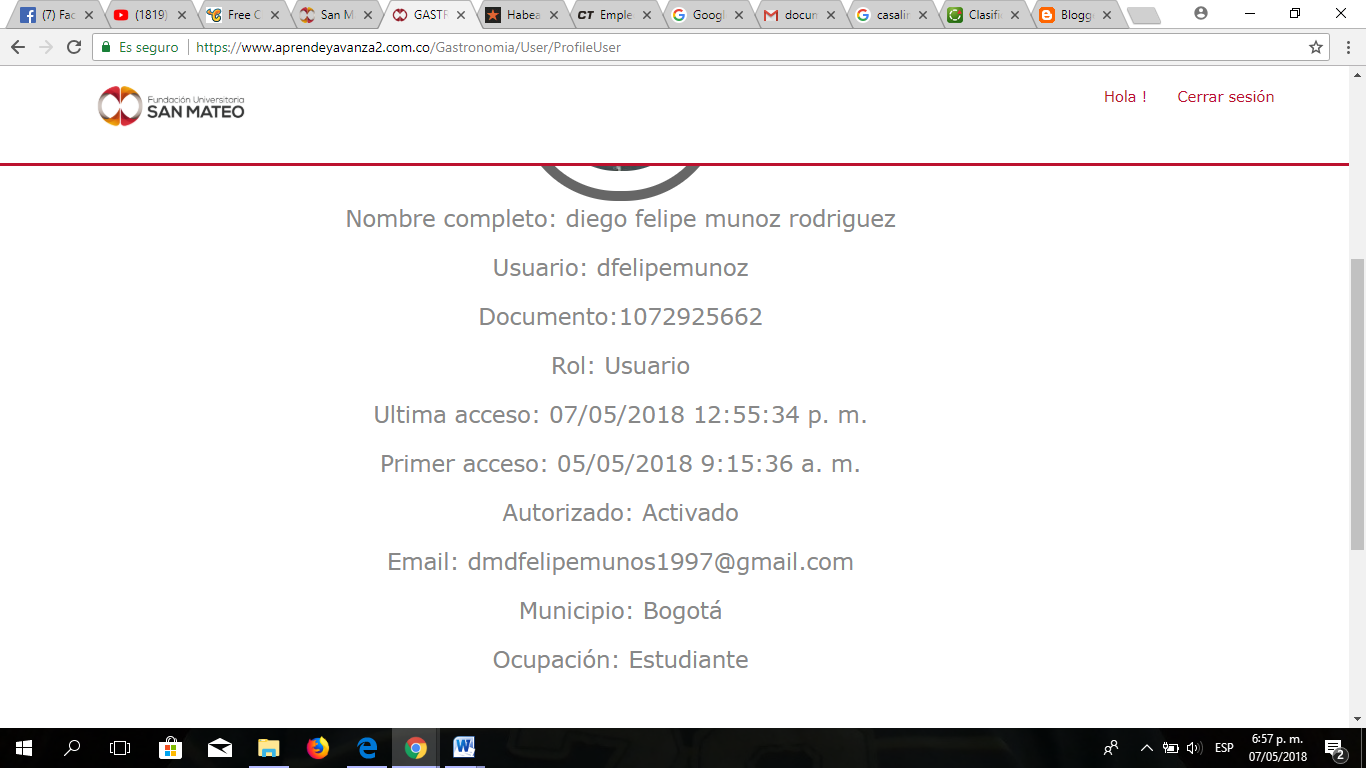 (7) Fac
(1819)
Free C
San M
GASTR
Habea
CT Emple
Googl
docun
casalin
Clasifi
Blogge
Es seguro https://www.aprendeyavanza2.com.co/Gastronomia/User/ProfileUser
Fundación Universitaria
SAN MATEO
Hola ! Cerrar sesión
Nombre completo: diego felipe munoz rodriguez
Usuario: dfelipemunoz
Documento:1072925662
Rol: Usuario
Ultima acceso: 07/05/2018 12:55:34 p. m.
Primer acceso: 05/05/2018 9:15:36 a. m.
Autorizado: Activado
Email: dmdfelipemunos1997@gmail.com
Municipio: Bogotá
Ocupación: Estudiante
ESP
6:57 p. m.
07/05/2018
2